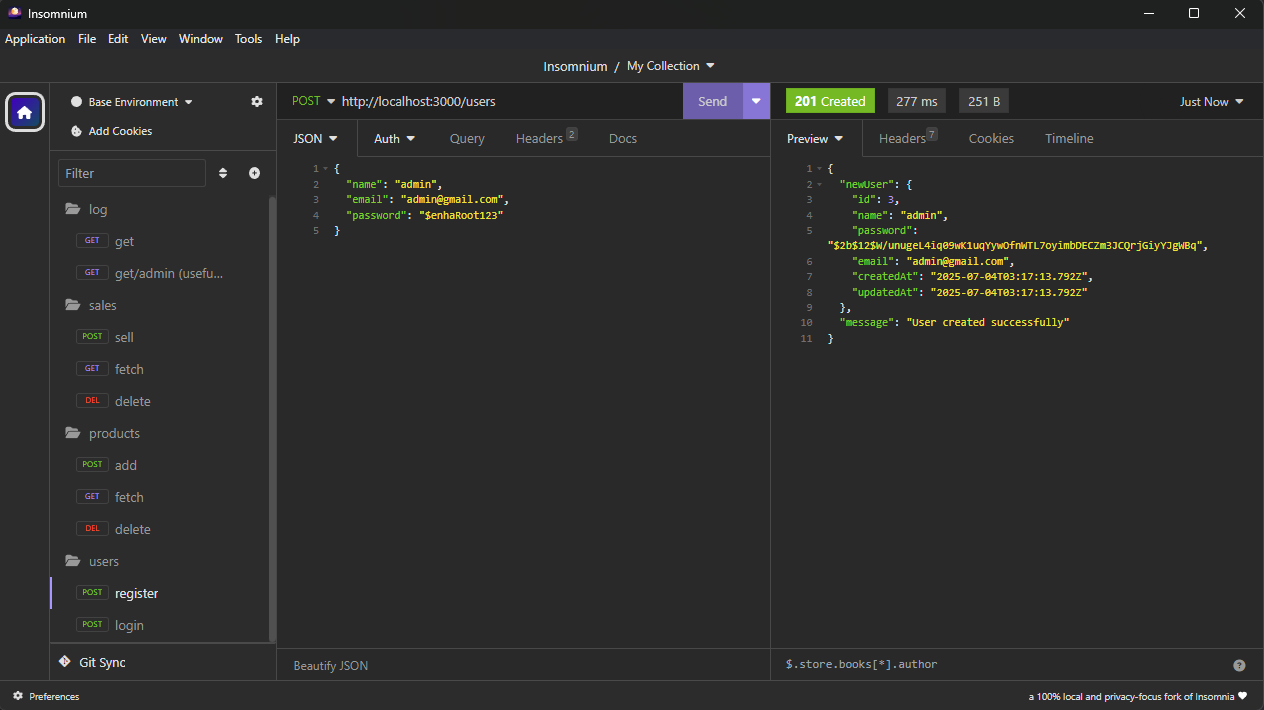 Insomnium
Application File Edit View Window Tools Help
Insomnium / My Collection
Base Environment
Add Cookies
Filter
log
GET get
GET get/admin (usefu...
sales
POST sell
GET fetch
DEL delete
products
POST add
GET fetch
DEL delete
users
POST register
POST login
Git Sync
POST http://localhost:3000/users Send
JSON Auth Query Headers 2 Docs
1 {
2 "name": "admin",
3 "email": "admin@gmail.com",
4 "password": "$enhaRoot123"
5 }
Beautify JSON
201 Created 277 ms 251 B Just Now
Preview Headers 7 Cookies Timeline
1 {
2 "newUser": {
3 "id": 3,
4 "name": "admin",
5 "password":
"$2b$12$W/unugeL4iq09wK1uqYywOfnWTL7oyimbDECZm3JCQrjGiyYJgWBq",
6 "email": "admin@gmail.com",
7 "createdAt": "2025-07-04T03:17:13.792Z",
8 "updatedAt": "2025-07-04T03:17:13.792Z"
9 },
10 "message": "User created successfully"
11 }
$.store.books[*].author
Preferences
a 100% local and privacy-focus fork of Insomnia